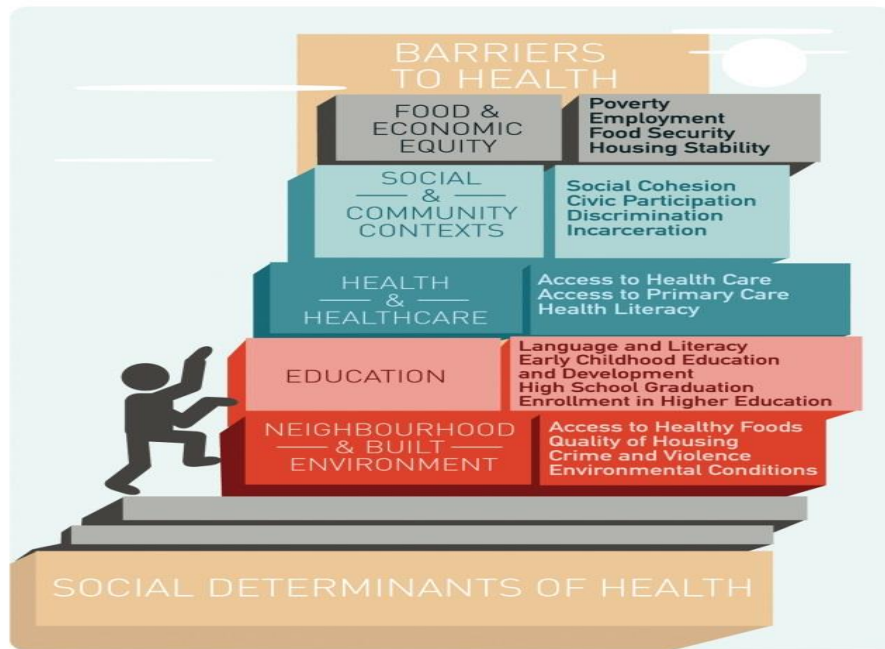 BARRIERS
TO HEALTH
FOOD &
ECONOMIC
EQUITY
Poverty
Employment
Food Security
Housing Stability
SOCIAL
&
COMMUNITY
CONTEXTS
Social Cohesion
Civic Participation
Discrimination
Incarceration
HEALTH
&
HEALTHCARE
Access to Health Care
Access to Primary Care
Health Literacy
EDUCATION
Language and Literacy
Early Childhood Education
and Development
High School Graduation
Enrollment in Higher Education
NEIGHBOURHOOD
& BUILT
ENVIRONMENT
Access to Healthy Foods
Quality of Housing
Crime and Violence
Environmental Conditions
SOCIAL DETERMINANTS OF HEALTH